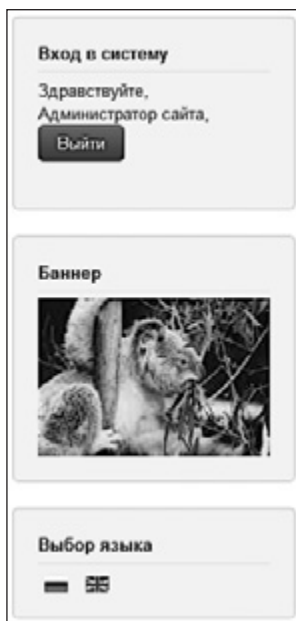 Вход в систему
Здравствуйте,
Администратор сайта,
Выйти
Баннер
Выбор языка